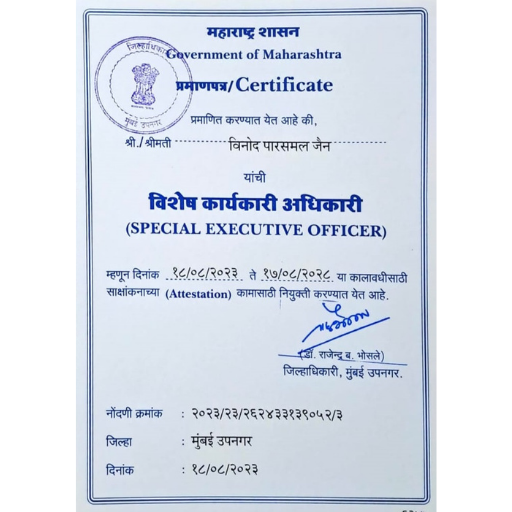 महाराष्ट्र शासन
Government of Maharashtra
प्रमाणपत्र/Certificate
जिल्हाधिकारी
मुंबई उपनगर
प्रमाणित करण्यात येत आहे की,
श्री./श्रीमती विनोद पारसमल जैन
यांची
विशेष कार्यकारी अधिकारी
(SPECIAL EXECUTIVE OFFICER)
म्हणून दिनांक १८/०८/२०२३ ते १७/०८/२०२८ या कालावधीसाठी
साक्षांकनाच्या (Attestation) कामासाठी नियुक्ती करण्यात येत आहे.
(डॉ. राजेन्द्र ब. भोसले)
जिल्हाधिकारी, मुंबई उपनगर.
नोंदणी क्रमांक : २०२३/२३/२६२४३३१३९०५२/३
जिल्हा : मुंबई उपनगर
दिनांक : १८/०८/२०२३